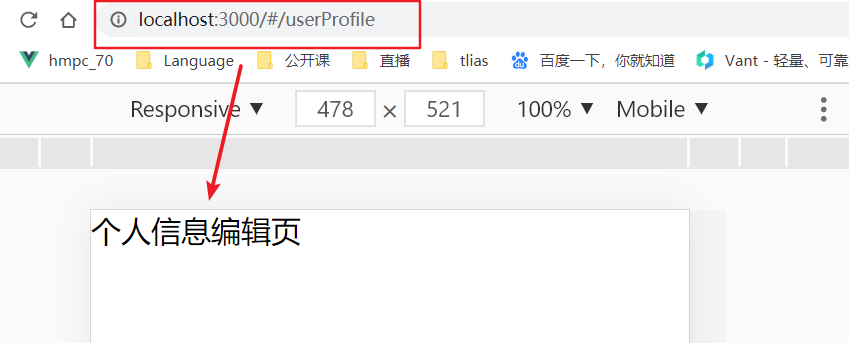 localhost:3000/#/userProfile
hmpc_70 Language 公开课 直播 tlias 百度一下，你就知道 Vant - 轻量、可靠
Responsive ▼ 478 × 521 100% ▼ Mobile ▼
个人信息编辑页